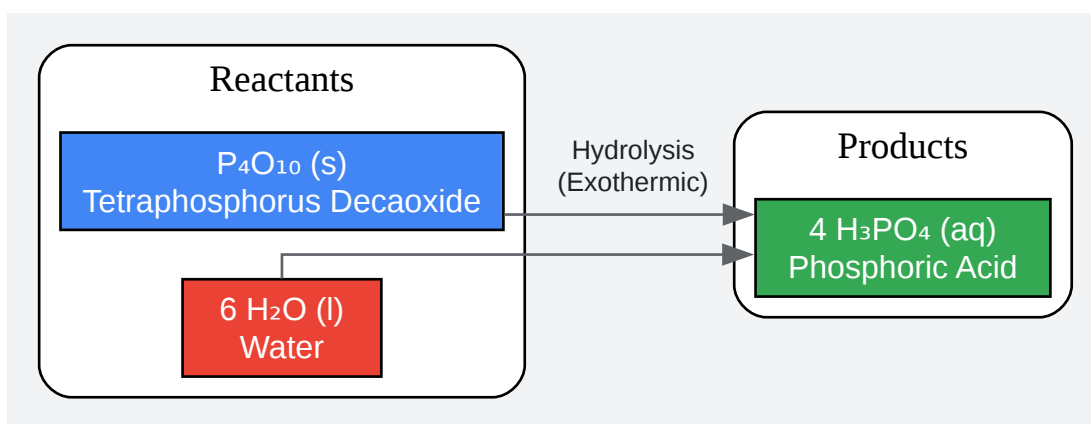 Reactants
P₄O₁₀ (s)
Tetraphosphorus Decaoxide
6 H₂O (l)
Water
Hydrolysis
(Exothermic)
Products
4 H₃PO₄ (aq)
Phosphoric Acid